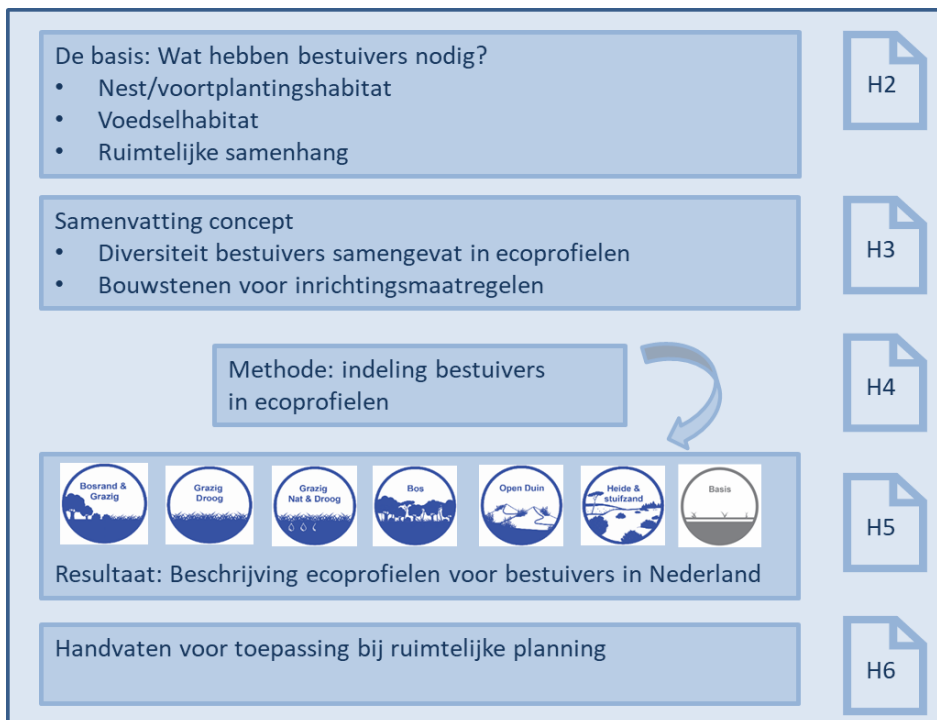 De basis: Wat hebben bestuivers nodig?
• Nest/voortplantingshabitat
• Voedselhabitat
• Ruimtelijke samenhang
H2
Samenvatting concept
• Diversiteit bestuivers samengevat in ecoprofielen
• Bouwstenen voor inrichtingsmaatregelen
H3
Methode: indeling bestuivers
in ecoprofielen
H4
Bosrand &
Grazig
Grazig
Droog
Grazig
Nat & Droog
Bos
Open Duin
Heide &
stuifzand
Basis
Resultaat: Beschrijving ecoprofielen voor bestuivers in Nederland
H5
Handvaten voor toepassing bij ruimtelijke planning
H6